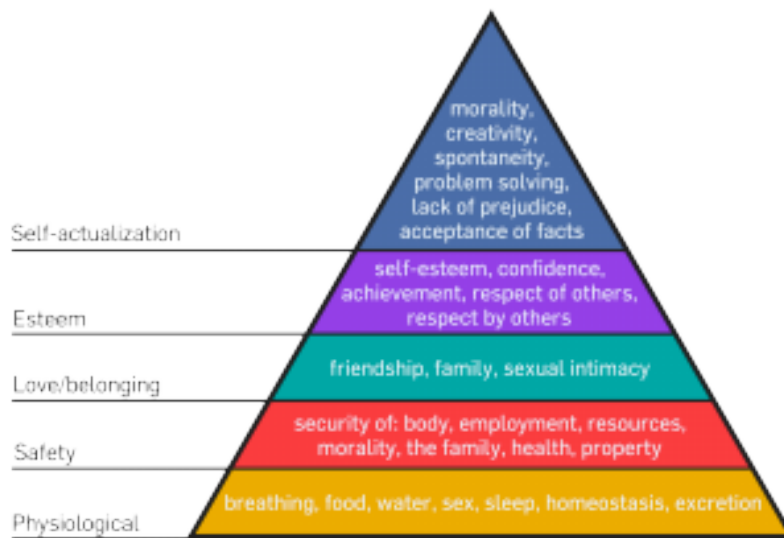 morality,
creativity,
spontaneity,
problem solving,
lack of prejudice,
acceptance of facts
Self-actualization
self-esteem, confidence,
achievement, respect of others,
respect by others
Esteem
friendship, family, sexual intimacy
Love/belonging
security of: body, employment, resources,
morality, the family, health, property
Safety
breathing, food, water, sex, sleep, homeostasis, excretion
Physiological